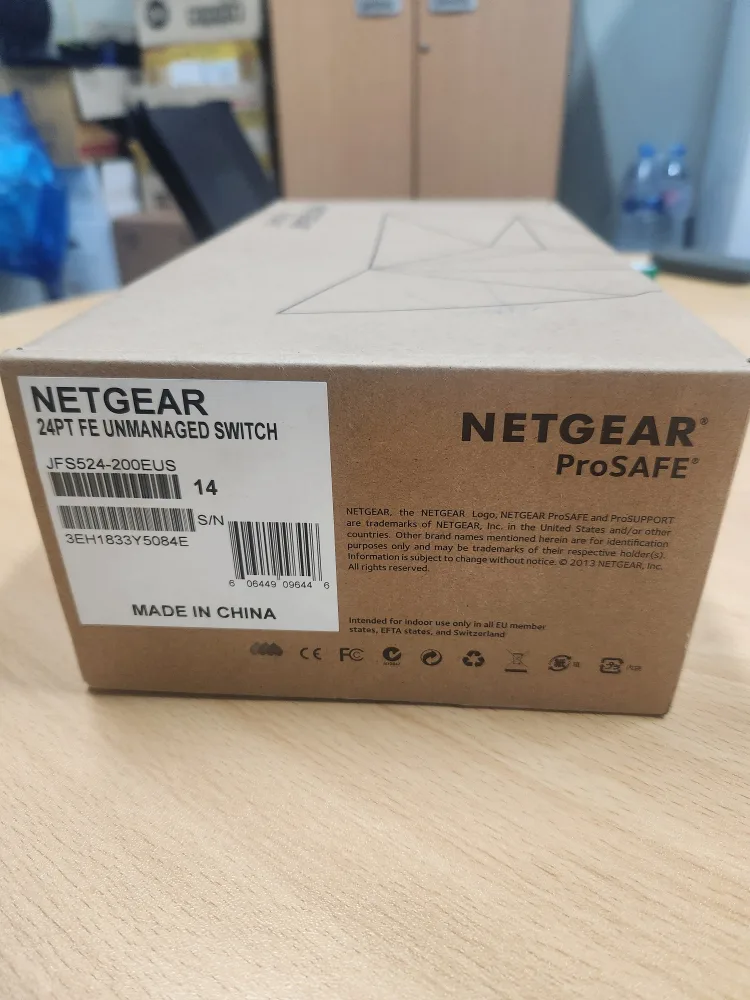 NETGEAR
24PT FE UNMANAGED SWITCH
JFS524-200EUS
14
S/N
3EH1833Y5084E
6 06449 09644 6
MADE IN CHINA
NETGEAR®
ProSAFE®
NETGEAR, the NETGEAR Logo, NETGEAR ProSAFE and ProSUPPORT
are trademarks of NETGEAR, Inc. in the United States and/or other
countries. Other brand names mentioned herein are for identification
purposes only and may be trademarks of their respective holder(s).
Information is subject to change without notice. © 2013 NETGEAR, Inc.
All rights reserved.
Intended for indoor use only in all EU member
states, EFTA states, and Switzerland
CE FC